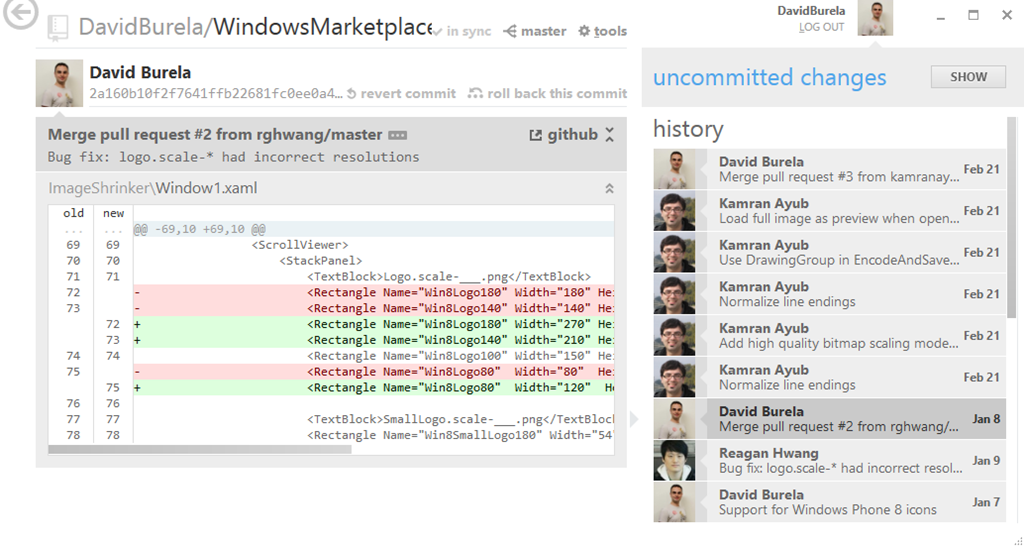 DavidBurela/WindowsMarketplace
in sync
master
tools
DavidBurela
LOG OUT
David Burela
2a160b10f2f7641ffb22681fc0ee0a4...
revert commit
roll back this commit
Merge pull request #2 from rghwang/master
github
Bug fix: logo.scale-* had incorrect resolutions
ImageShrinker\Window1.xaml
old new
... ... @@ -69,10 +69,10 @@
69 69 <ScrollViewer>
70 70 <StackPanel>
71 71 <TextBlock>Logo.scale-___.png</TextBlock>
72 - <Rectangle Name="Win8Logo180" Width="180" Hei
73 - <Rectangle Name="Win8Logo140" Width="140" Hei
72 + <Rectangle Name="Win8Logo180" Width="270" Hei
73 + <Rectangle Name="Win8Logo140" Width="210" Hei
74 74 <Rectangle Name="Win8Logo100" Width="150" Hei
75 - <Rectangle Name="Win8Logo80" Width="80" Hei
75 + <Rectangle Name="Win8Logo80" Width="120" He
76 76
77 77 <TextBlock>SmallLogo.scale-___.png</TextBlock
78 78 <Rectangle Name="Win8SmallLogo180" Width="54"
uncommitted changes
SHOW
history
David Burela
Merge pull request #3 from kamranay...
Feb 21
Kamran Ayub
Load full image as preview when open...
Feb 21
Kamran Ayub
Use DrawingGroup in EncodeAndSave...
Feb 21
Kamran Ayub
Normalize line endings
Feb 21
Kamran Ayub
Add high quality bitmap scaling mode...
Feb 21
Kamran Ayub
Normalize line endings
Feb 21
David Burela
Merge pull request #2 from rghwang/...
Jan 8
Reagan Hwang
Bug fix: logo.scale-* had incorrect resol...
Jan 9
David Burela
Support for Windows Phone 8 icons
Jan 7